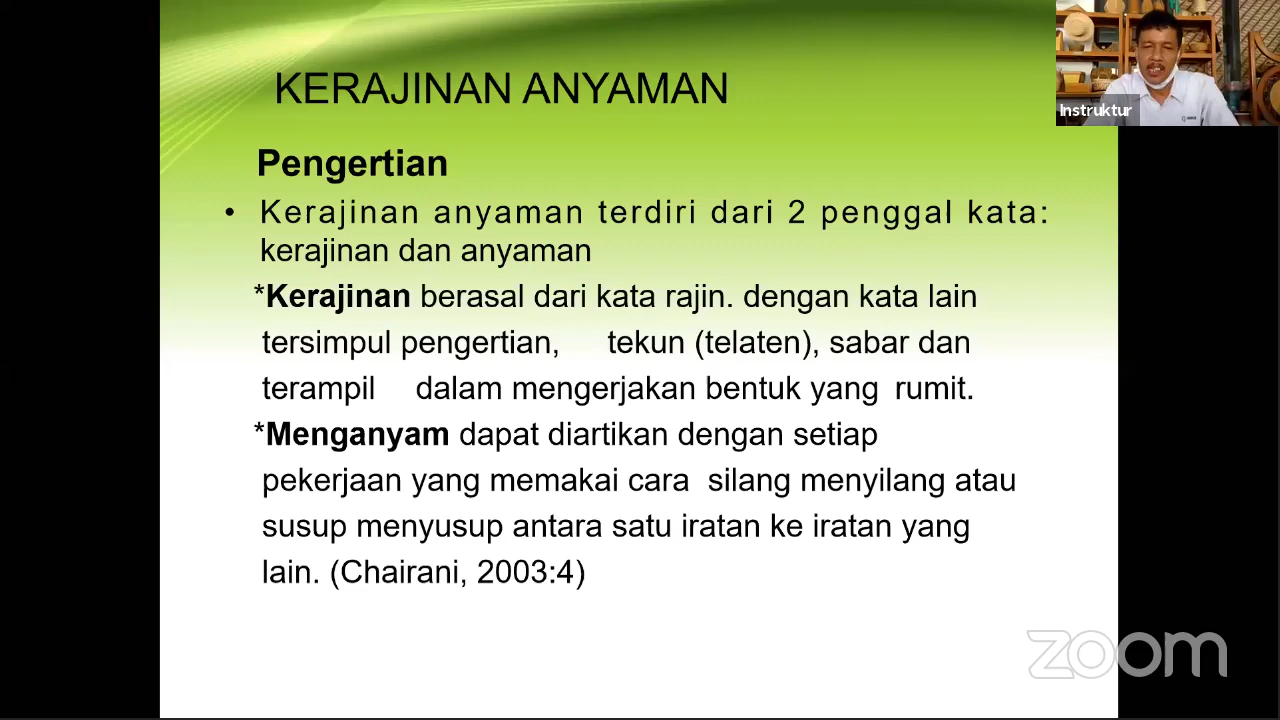 KERAJINAN ANYAMAN
Instruktur
Pengertian
• Kerajinan anyaman terdiri dari 2 penggal kata:
kerajinan dan anyaman
*Kerajinan berasal dari kata rajin. dengan kata lain
tersimpul pengertian, tekun (telaten), sabar dan
terampil dalam mengerjakan bentuk yang rumit.
*Menganyam dapat diartikan dengan setiap
pekerjaan yang memakai cara silang menyilang atau
susup menyusup antara satu iratan ke iratan yang
lain. (Chairani, 2003:4)
zoom